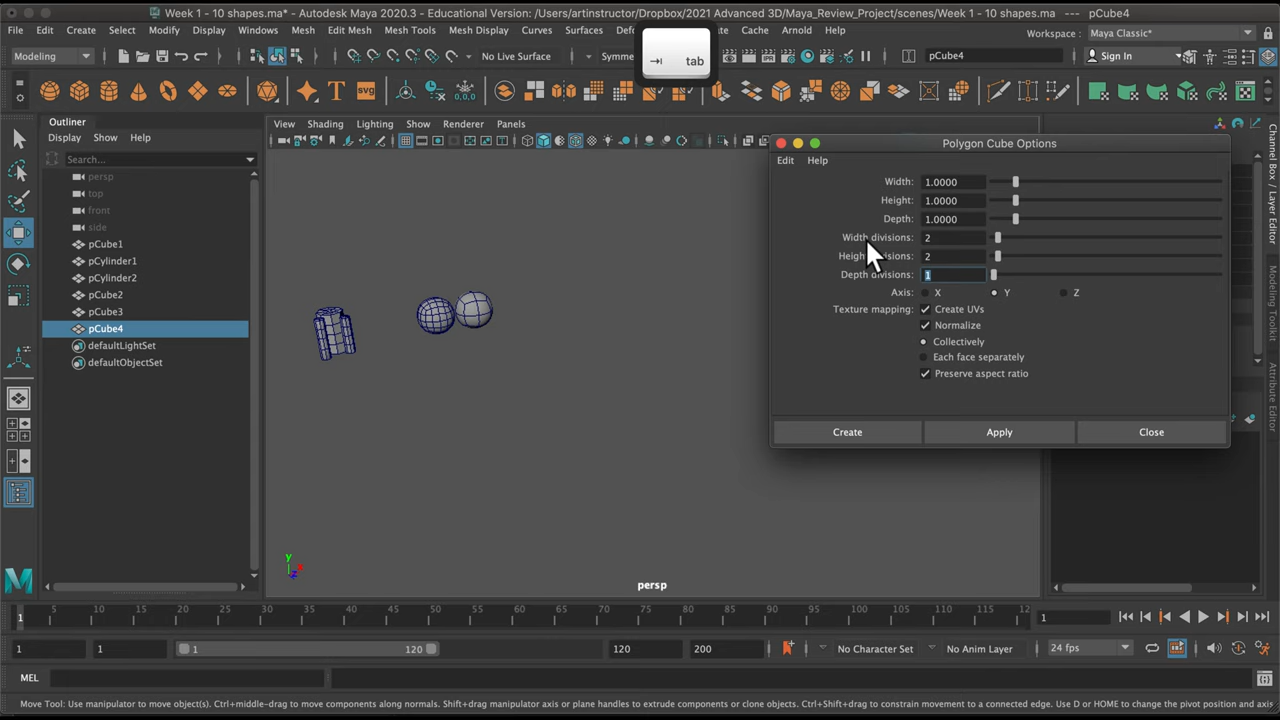 Week 1 - 10 shapes.ma* - Autodesk Maya 2020.3 - Educational Version: /Users/artinstructor/Dropbox/2021 Advanced 3D/Maya_Review_Project/scenes/Week 1 - 10 shapes.ma --- pCube4
File Edit Create Select Modify Display Windows Mesh Edit Mesh Mesh Tools Mesh Display Curves Surfaces Cache Arnold Help
Workspace : Maya Classic*
Modeling
No Live Surface
pCube4
Sign In
tab
T
svg
Outliner
Display Show Help
Search...
persp
top
front
side
pCube1
pCylinder1
pCylinder2
pCube2
pCube3
pCube4
defaultLightSet
defaultObjectSet
View Shading Lighting Show Renderer Panels
Polygon Cube Options
Edit Help
Width: 1.0000
Height: 1.0000
Depth: 1.0000
Width divisions: 2
2
Depth divisions: 1
Axis: X Y Z
Texture mapping: Create UVs
Normalize
Collectively
Each face separately
Preserve aspect ratio
Create Apply Close
Channel Box / Layer Editor
Modeling Toolkit
Attribute Editor
y
x
z
persp
5 10 15 20 25 30 35 40 45 50 55 60 65 70 75 80 85 90 95 100 105 110 115
1
1
1 1 1 120 120 200 No Character Set No Anim Layer 24 fps
MEL
Move Tool: Use manipulator to move object(s). Ctrl+middle-drag to move components along normals. Shift+drag manipulator axis or plane handles to extrude components or clone objects. Ctrl+Shift+drag to constrain movement to a connected edge. Use D or HOME to change the pivot position and axis